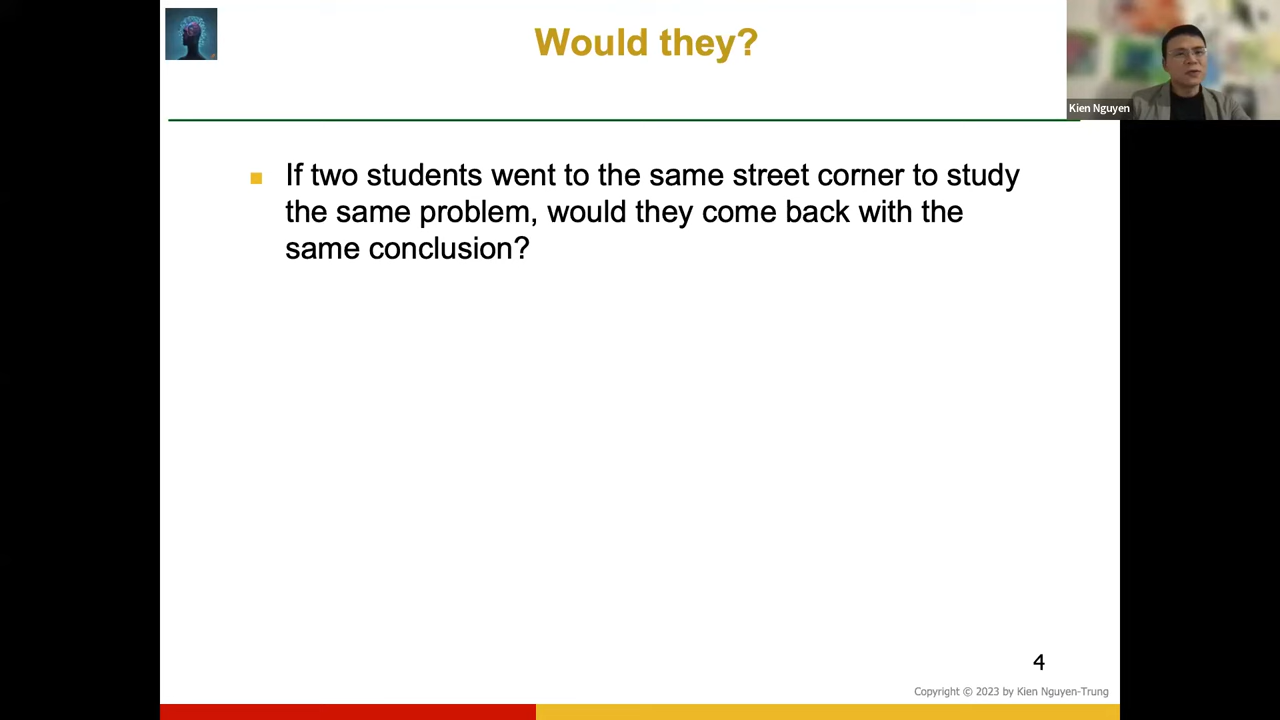 Would they?
Kien Nguyen
If two students went to the same street corner to study
the same problem, would they come back with the
same conclusion?
4
Copyright © 2023 by Kien Nguyen-Trung